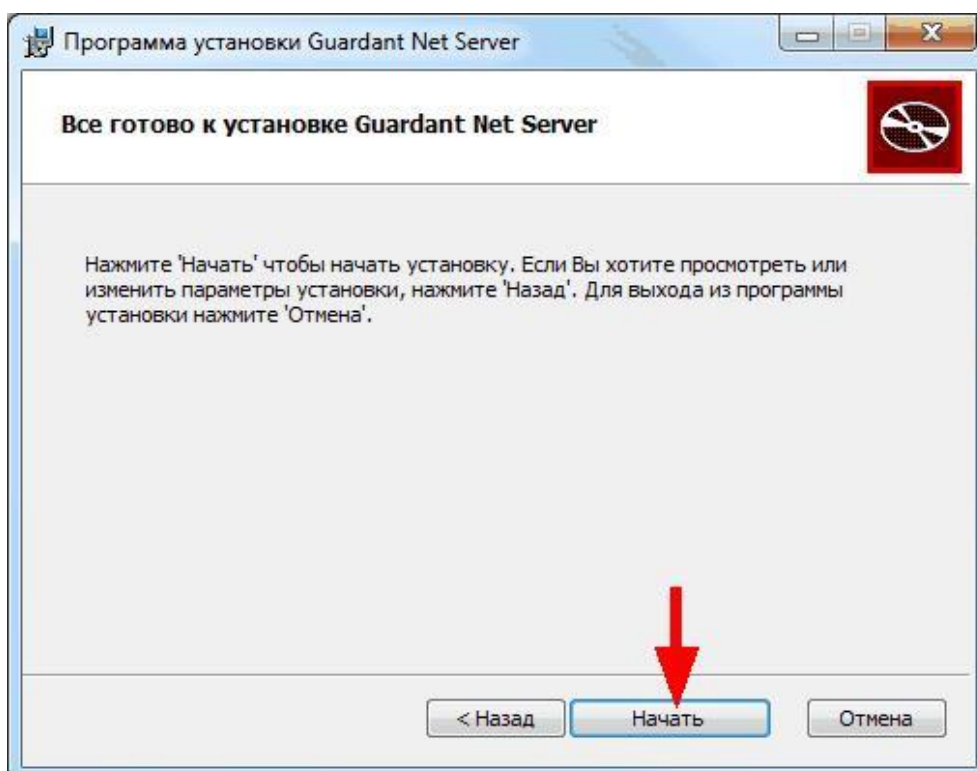 Программа установки Guardant Net Server
Все готово к установке Guardant Net Server
Нажмите 'Начать' чтобы начать установку. Если Вы хотите просмотреть или
изменить параметры установки, нажмите 'Назад'. Для выхода из программы
установки нажмите 'Отмена'.
< Назад
Начать
Отмена